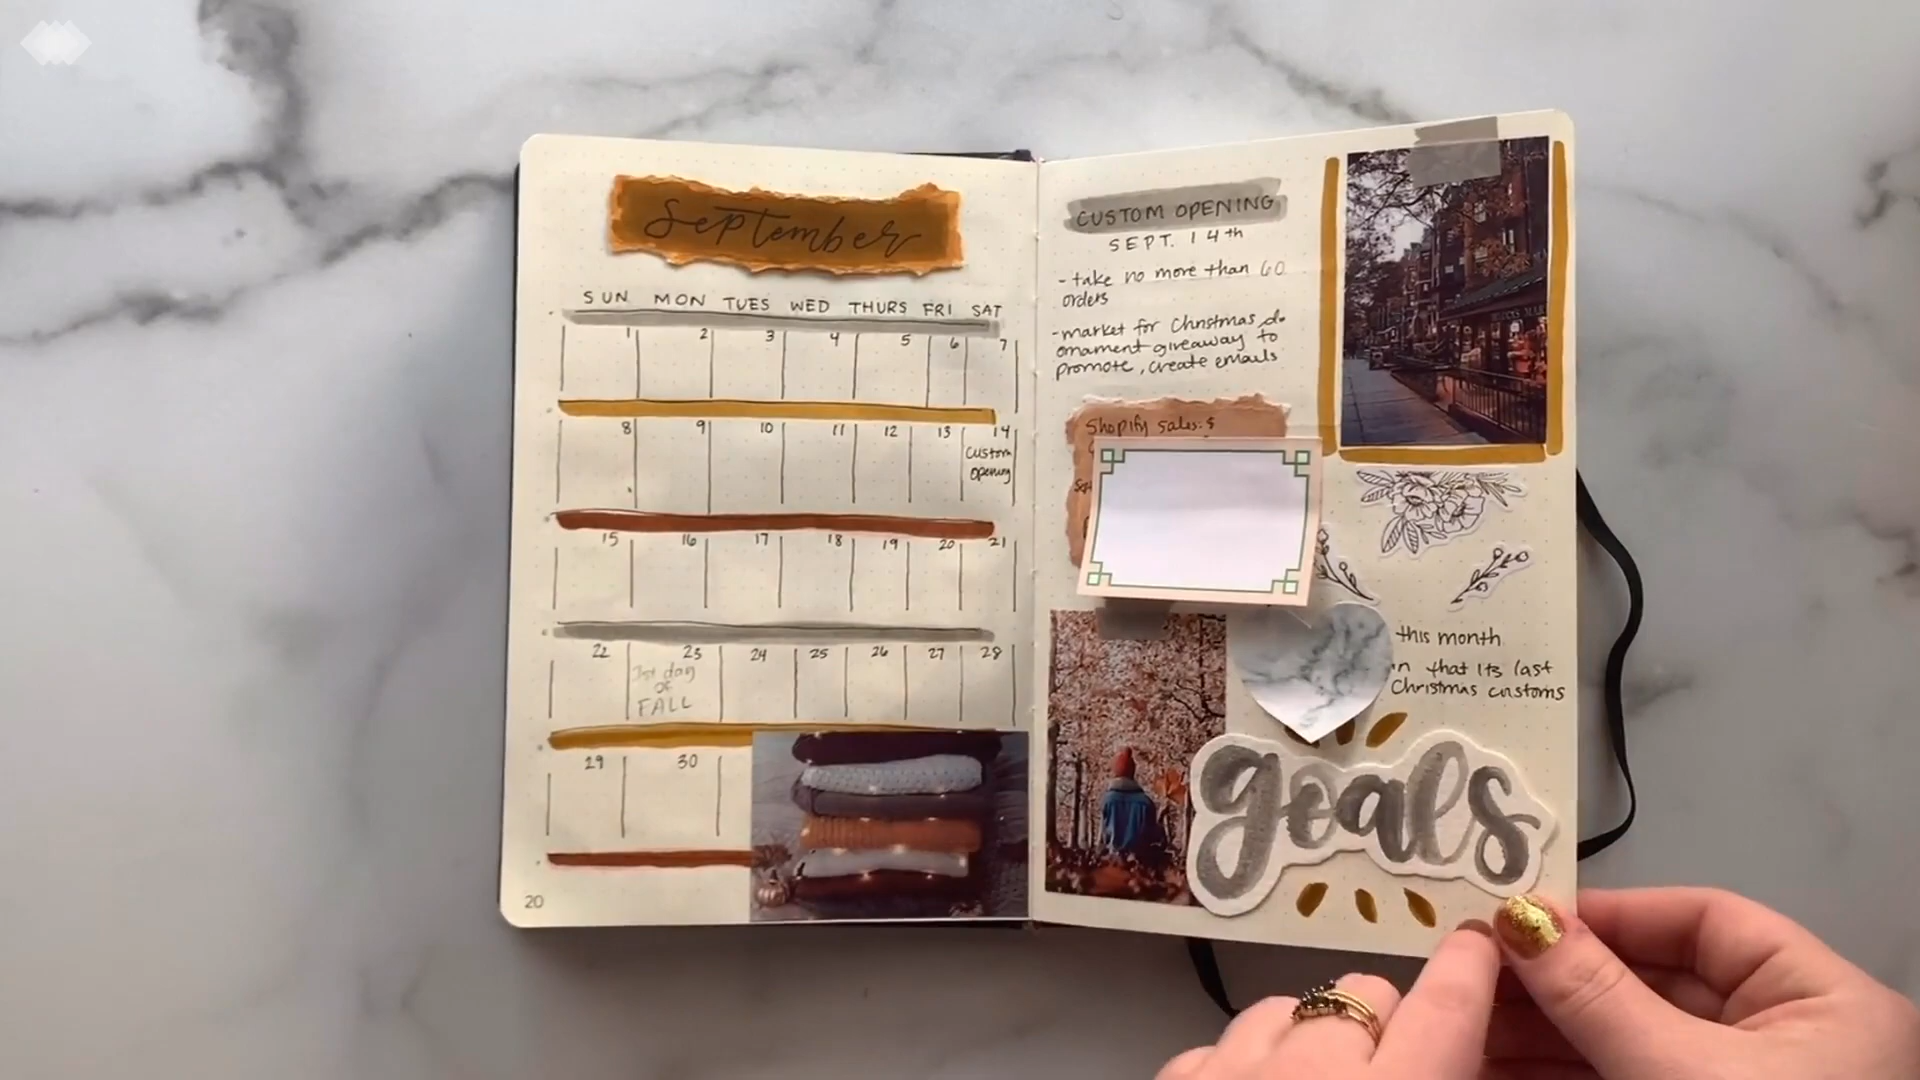 September
SUN MON TUES WED THURS FRI SAT
1 2 3 4 5 6 7
8 9 10 11 12 13 14
Custom
opening
15 16 17 18 19 20 21
22 23 24 25 26 27 28
1st day
of
FALL
29 30
20
CUSTOM OPENING
SEPT. 14th
- take no more than 60
orders
- market for Christmas, do
ornament giveaway to
promote, create emails
Shopify Sales: $
this month
that its last
Christmas customs
goals